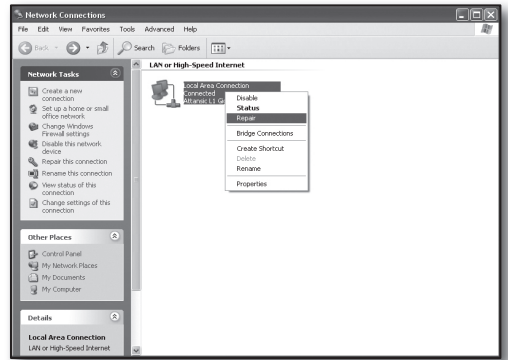 Network Connections
File Edit View Favorites Tools Advanced Help
Back Search Folders
Network Tasks
Create a new
connection
Set up a home or small
office network
Change Windows
Firewall settings
Disable this network
device
Repair this connection
Rename this connection
View status of this
connection
Change settings of this
connection
Other Places
Control Panel
My Network Places
My Documents
My Computer
Details
Local Area Connection
LAN or High-Speed Internet
LAN or High-Speed Internet
Local Area Connection
Connected
Attansic L1
Disable
Status
Repair
Bridge Connections
Create Shortcut
Delete
Rename
Properties